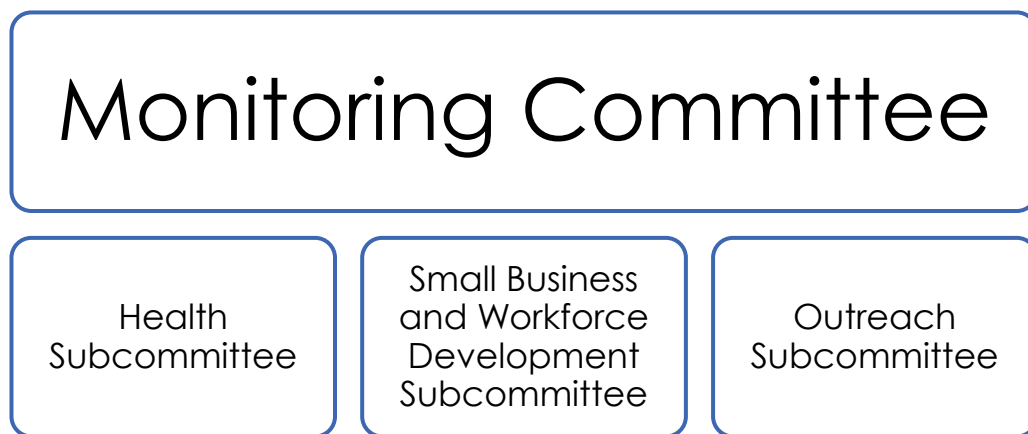 Monitoring Committee
Health
Subcommittee
Small Business
and Workforce
Development
Subcommittee
Outreach
Subcommittee